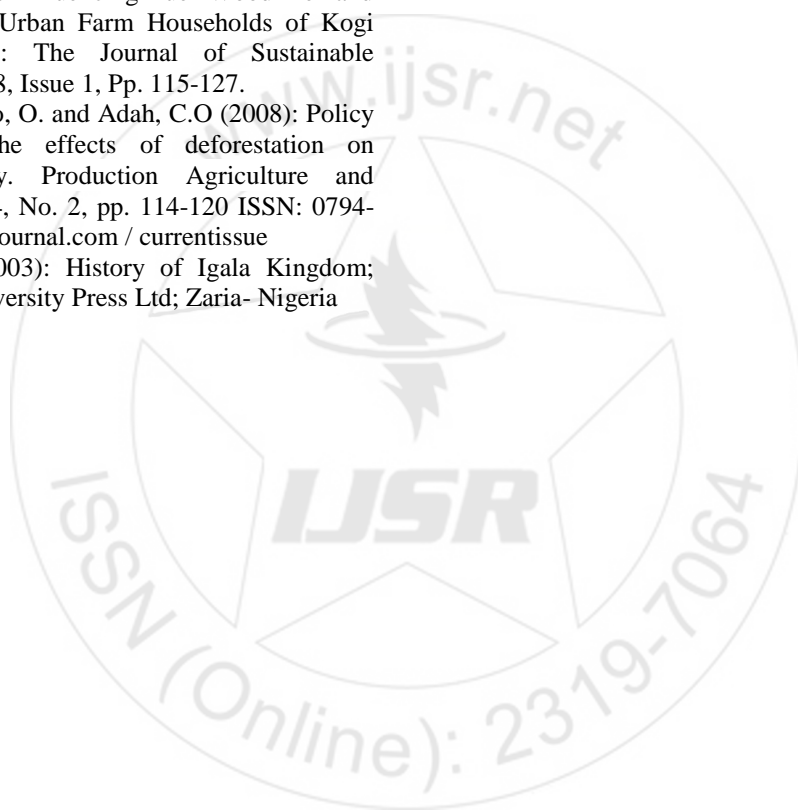 Urban Farm Households of Kogi
: The Journal of Sustainable
8, Issue 1, Pp. 115-127.
, O. and Adah, C.O (2008): Policy
he effects of deforestation on
y. Production Agriculture and
, No. 2, pp. 114-120 ISSN: 0794-
ournal.com / currentissue
003): History of Igala Kingdom;
versity Press Ltd; Zaria- Nigeria
www.ijsr.net
IJSR
ISSN (Online): 2319-7064